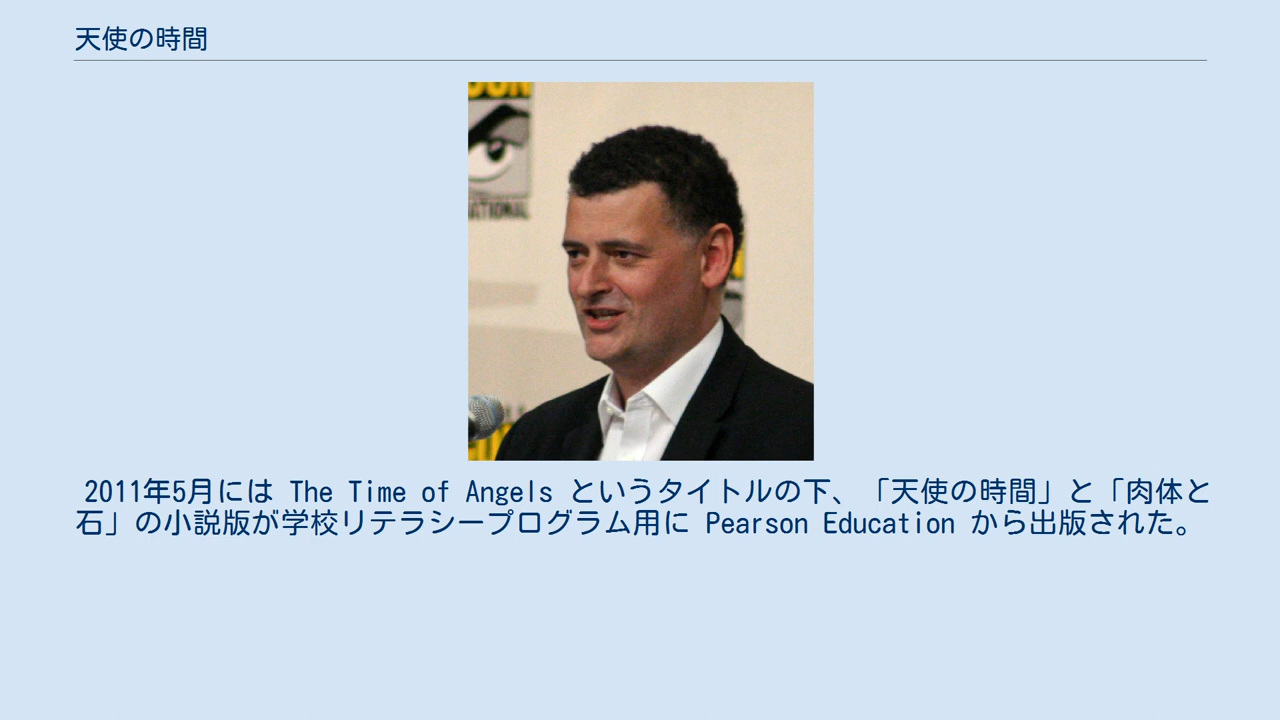 天使の時間
ATIONAL
2011年5月には The Time of Angels というタイトルの下、「天使の時間」と「肉体と
石」の小説版が学校リテラシープログラム用に Pearson Education から出版された。